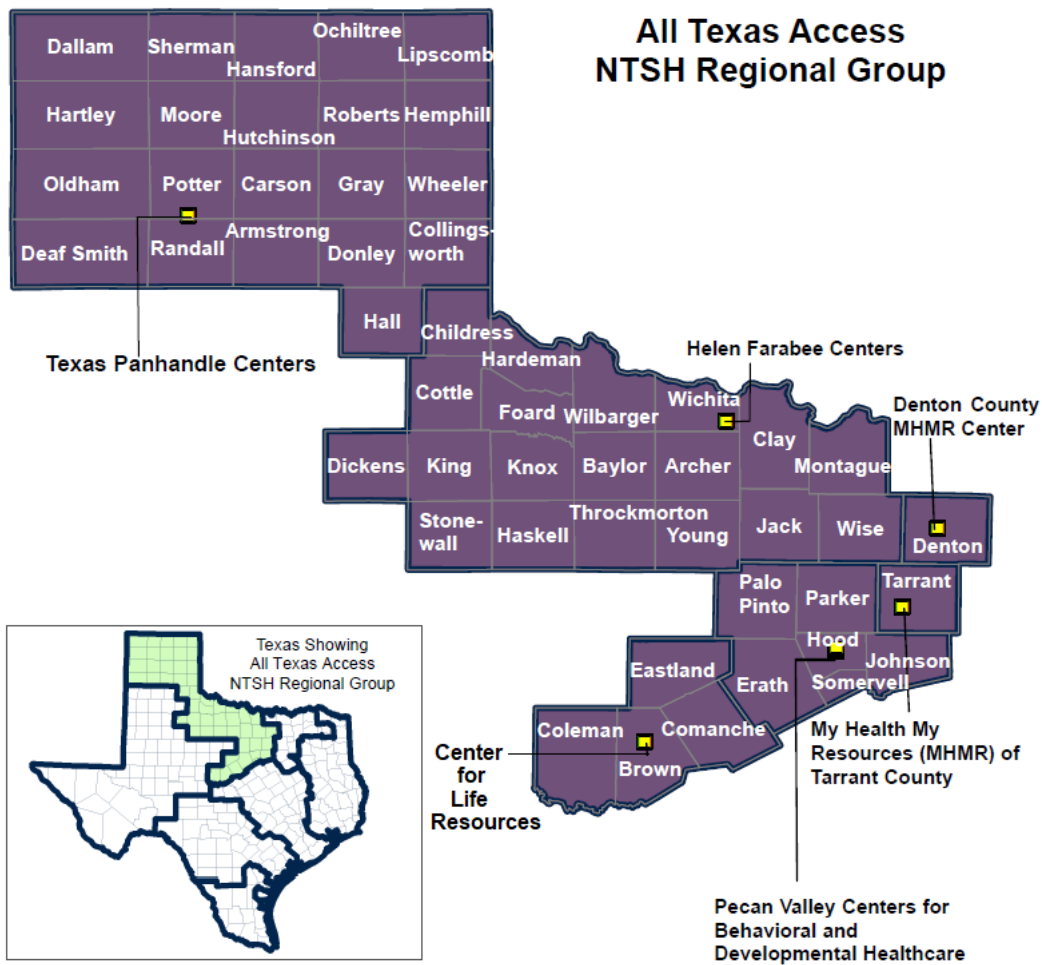 All Texas Access
NTSH Regional Group
Ochiltree
Dallam
Sherman
Lipscomb
Hansford
Hartley
Moore
Roberts
Hemphill
Hutchinson
Oldham
Potter
Carson
Gray
Wheeler
Armstrong
Collings-
worth
Deaf Smith
Randall
Donley
Hall
Childress
Texas Panhandle Centers
Hardeman
Helen Farabee Centers
Cottle
Foard
Wilbarger
Wichita
Denton County
MHMR Center
Clay
Dickens
King
Knox
Baylor
Archer
Montague
Stone-
wall
Haskell
Throckmorton
Young
Jack
Wise
Denton
Palo
Pinto
Parker
Tarrant
Hood
Johnson
Eastland
Erath
Somervell
Coleman
Comanche
Brown
Center
for
Life
Resources
My Health My
Resources (MHMR) of
Tarrant County
Pecan Valley Centers for
Behavioral and
Developmental Healthcare
Texas Showing
All Texas Access
NTSH Regional Group